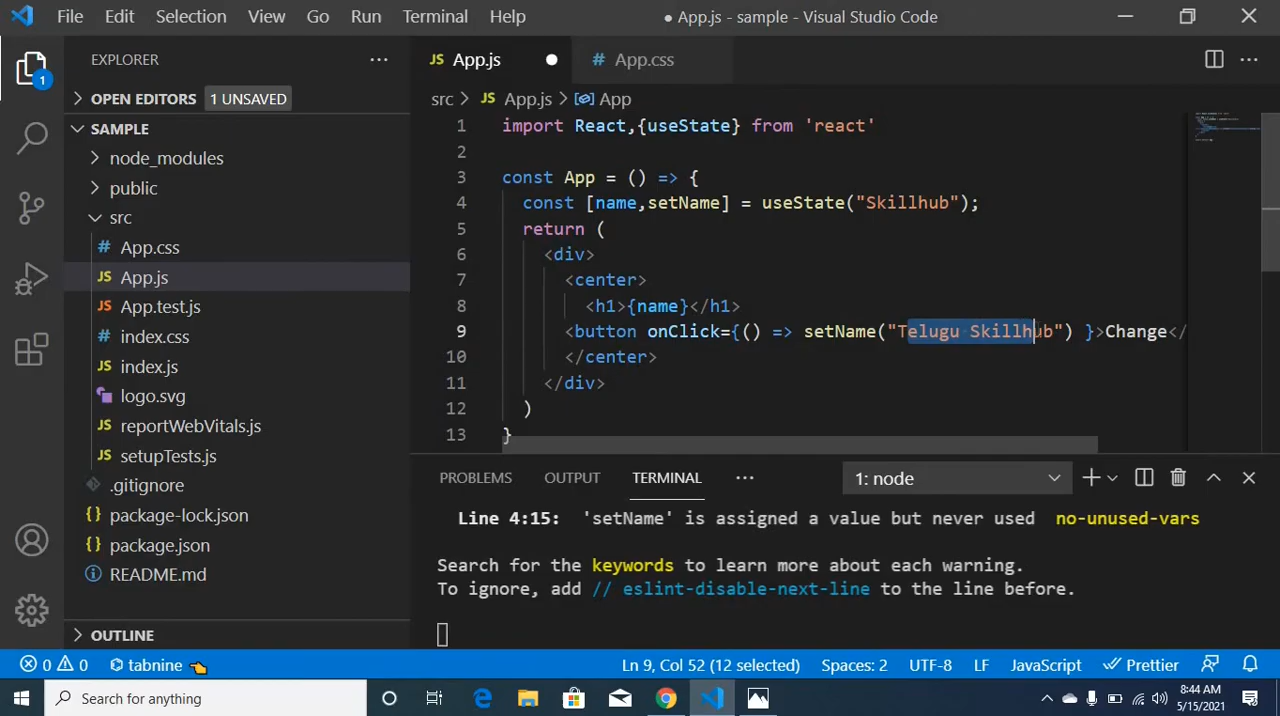 File Edit Selection View Go Run Terminal Help ● App.js - sample - Visual Studio Code
EXPLORER
OPEN EDITORS 1 UNSAVED
SAMPLE
node_modules
public
src
App.css
App.js
App.test.js
index.css
index.js
logo.svg
reportWebVitals.js
setupTests.js
.gitignore
package-lock.json
package.json
README.md
OUTLINE
1
App.js App.css
src > App.js > App
1 import React,{useState} from 'react'
2
3 const App = () => {
4 const [name,setName] = useState("Skillhub");
5 return (
6 <div>
7 <center>
8 <h1>{name}</h1>
9 <button onClick={() => setName("Telugu Skillhub") }>Change</
10 </center>
11 </div>
12 )
13 }
PROBLEMS OUTPUT TERMINAL ··· 1: node
Line 4:15: 'setName' is assigned a value but never used no-unused-vars
Search for the keywords to learn more about each warning.
To ignore, add // eslint-disable-next-line to the line before.
0 0 tabnine Ln 9, Col 52 (12 selected) Spaces: 2 UTF-8 LF JavaScript Prettier
Search for anything
8:44 AM
5/15/2021